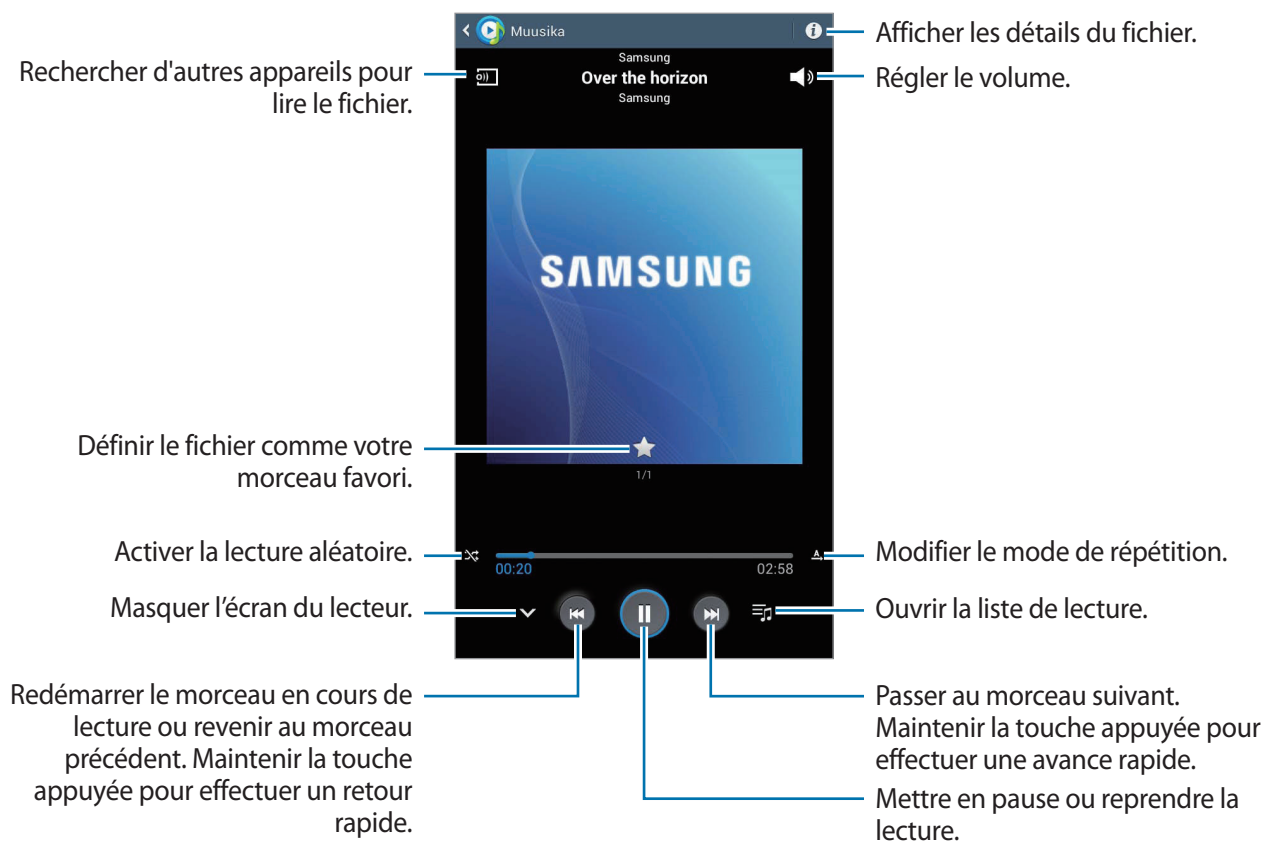 Muusika
Afficher les détails du fichier.
Rechercher d'autres appareils pour
lire le fichier.
Samsung
Over the horizon
Samsung
Régler le volume.
SAMSUNG
Définir le fichier comme votre
morceau favori.
1/1
Activer la lecture aléatoire.
00:20
02:58
A
Modifier le mode de répétition.
Masquer l'écran du lecteur.
Ouvrir la liste de lecture.
Redémarrer le morceau en cours de
lecture ou revenir au morceau
précédent. Maintenir la touche
appuyée pour effectuer un retour
rapide.
Passer au morceau suivant.
Maintenir la touche appuyée pour
effectuer une avance rapide.
Mettre en pause ou reprendre la
lecture.